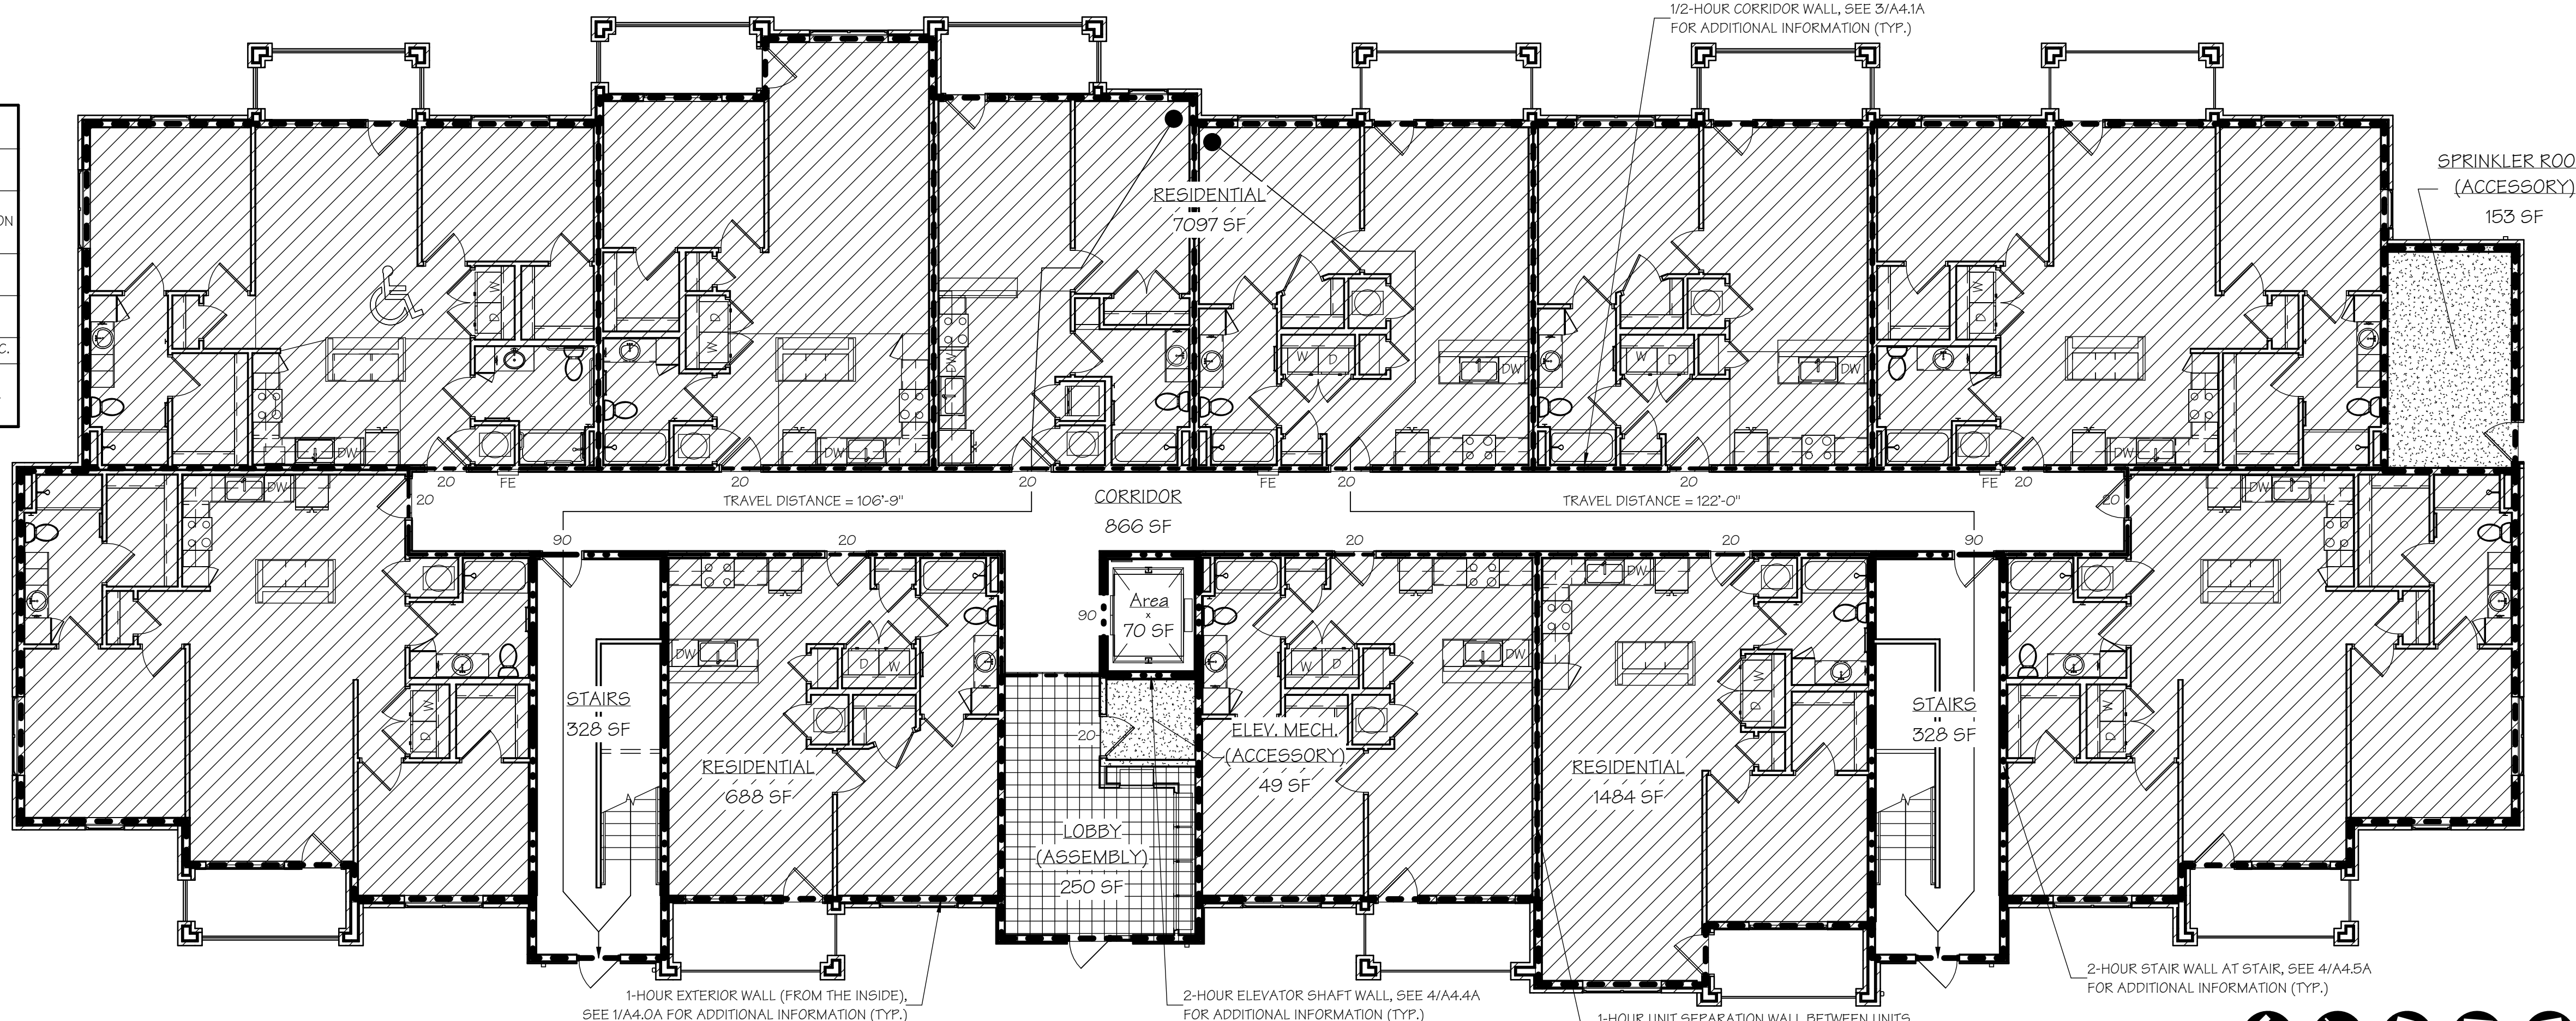 1/2-HOUR CORRIDOR WALL, SEE 3/A4.1A
FOR ADDITIONAL INFORMATION (TYP.)
ON
C.
SPRINKLER ROO
(ACCESSORY)
153 SF
RESIDENTIAL
7097 SF
W
D
D
W
DW
W
D
DW
W
D
DW
W
D
DW
DW
DW
20
FE
20
20
FE
20
20
FE
20
DW
20
TRAVEL DISTANCE = 106'-9"
CORRIDOR
866 SF
TRAVEL DISTANCE = 122'-0"
20
DW
90
20
20
20
90
DW
DW
D
W
90
Area
x
70 SF
W
D
DW
DW
W
D
STAIRS
328 SF
W
D
RESIDENTIAL
688 SF
20
ELEV. MECH.
(ACCESSORY)
49 SF
RESIDENTIAL
1484 SF
STAIRS
328 SF
W
D
LOBBY
(ASSEMBLY)
250 SF
1-HOUR EXTERIOR WALL (FROM THE INSIDE),
SEE 1/A4.0A FOR ADDITIONAL INFORMATION (TYP.)
2-HOUR ELEVATOR SHAFT WALL, SEE 4/A4.4A
FOR ADDITIONAL INFORMATION (TYP.)
1-HOUR UNIT SEPARATION WALL BETWEEN UNITS
2-HOUR STAIR WALL AT STAIR, SEE 4/A4.5A
FOR ADDITIONAL INFORMATION (TYP.)